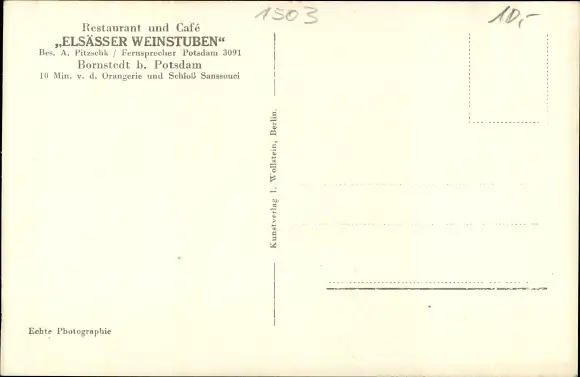 1503
10,-
Restaurant und Café
„ELSÄSSER WEINSTUBEN“
Bes. A. Pitzschk / Fernsprecher Potsdam 3091
Bornstedt b. Potsdam
10 Min. v. d. Orangerie und Schloß Sanssouci
Kunstverlag I. Wollstein, Berlin.
Echte Photographie